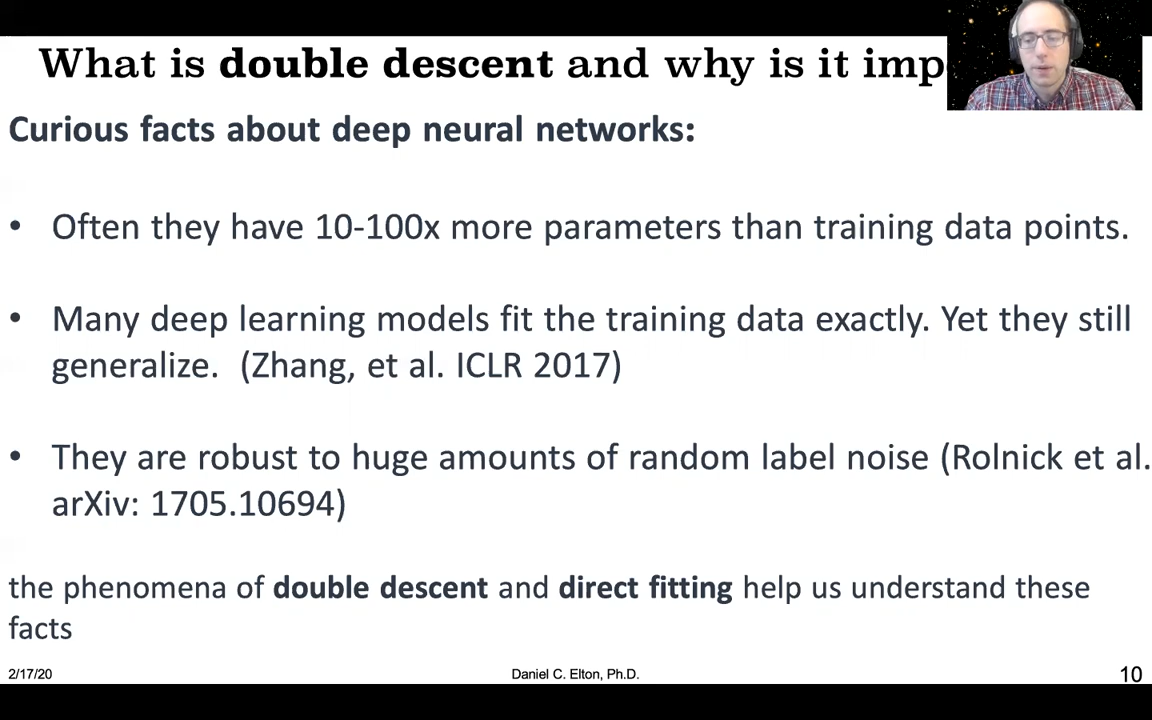 What is double descent and why is it imp
Curious facts about deep neural networks:
• Often they have 10-100x more parameters than training data points.
• Many deep learning models fit the training data exactly. Yet they still
generalize. (Zhang, et al. ICLR 2017)
• They are robust to huge amounts of random label noise (Rolnick et al.
arXiv: 1705.10694)
the phenomena of double descent and direct fitting help us understand these
facts
2/17/20 Daniel C. Elton, Ph.D. 10